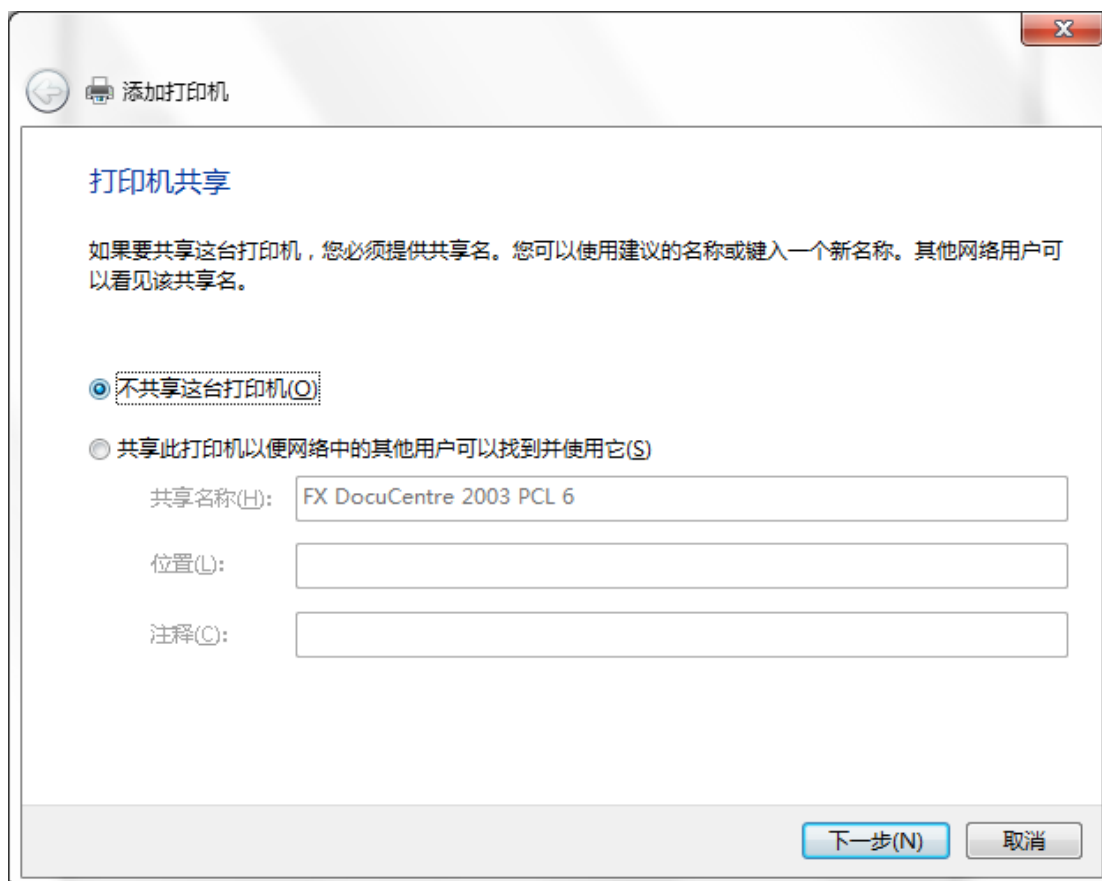 添加打印机
打印机共享
如果要共享这台打印机，您必须提供共享名。您可以使用建议的名称或键入一个新名称。其他网络用户可
以看见该共享名。
不共享这台打印机(O)
共享此打印机以便网络中的其他用户可以找到并使用它(S)
共享名称(H): FX DocuCentre 2003 PCL 6
位置(L):
注释(C):
下一步(N) 取消